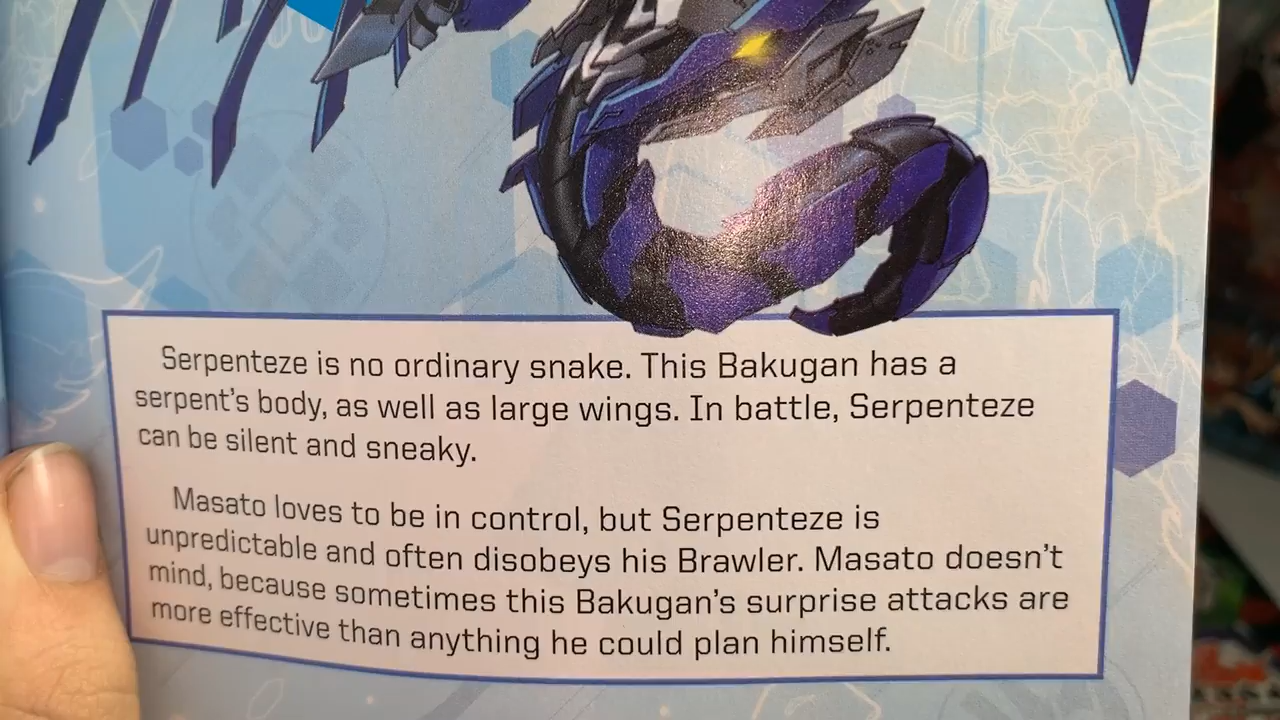 Serpenteze is no ordinary snake. This Bakugan has a
serpent's body, as well as large wings. In battle, Serpenteze
can be silent and sneaky.
Masato loves to be in control, but Serpenteze is
unpredictable and often disobeys his Brawler. Masato doesn't
mind, because sometimes this Bakugan's surprise attacks are
more effective than anything he could plan himself.